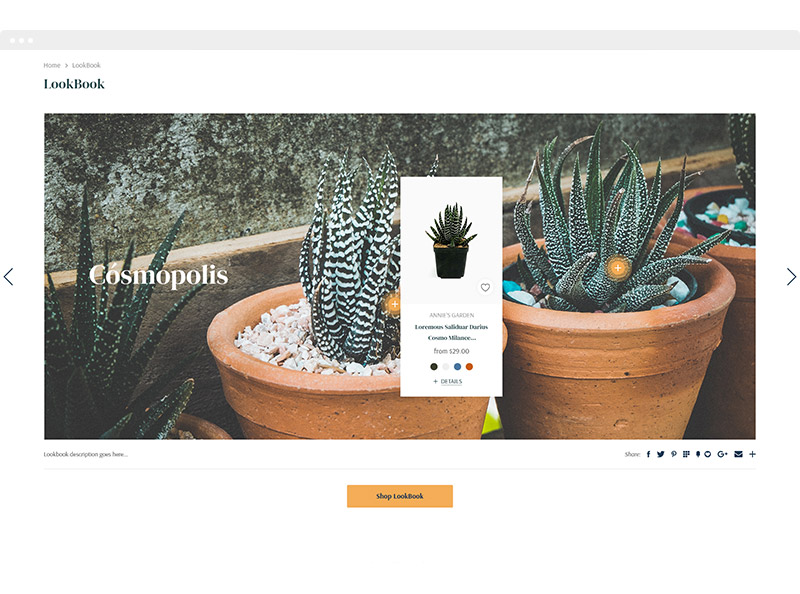 Home > LookBook
LookBook
Cosmopolis
ANNIE'S GARDEN
Loremous Saliduar Darius
Cosmo Milance...
from $29.00
+ DETAILS
Lookbook description goes here...
Share:
Shop LookBook